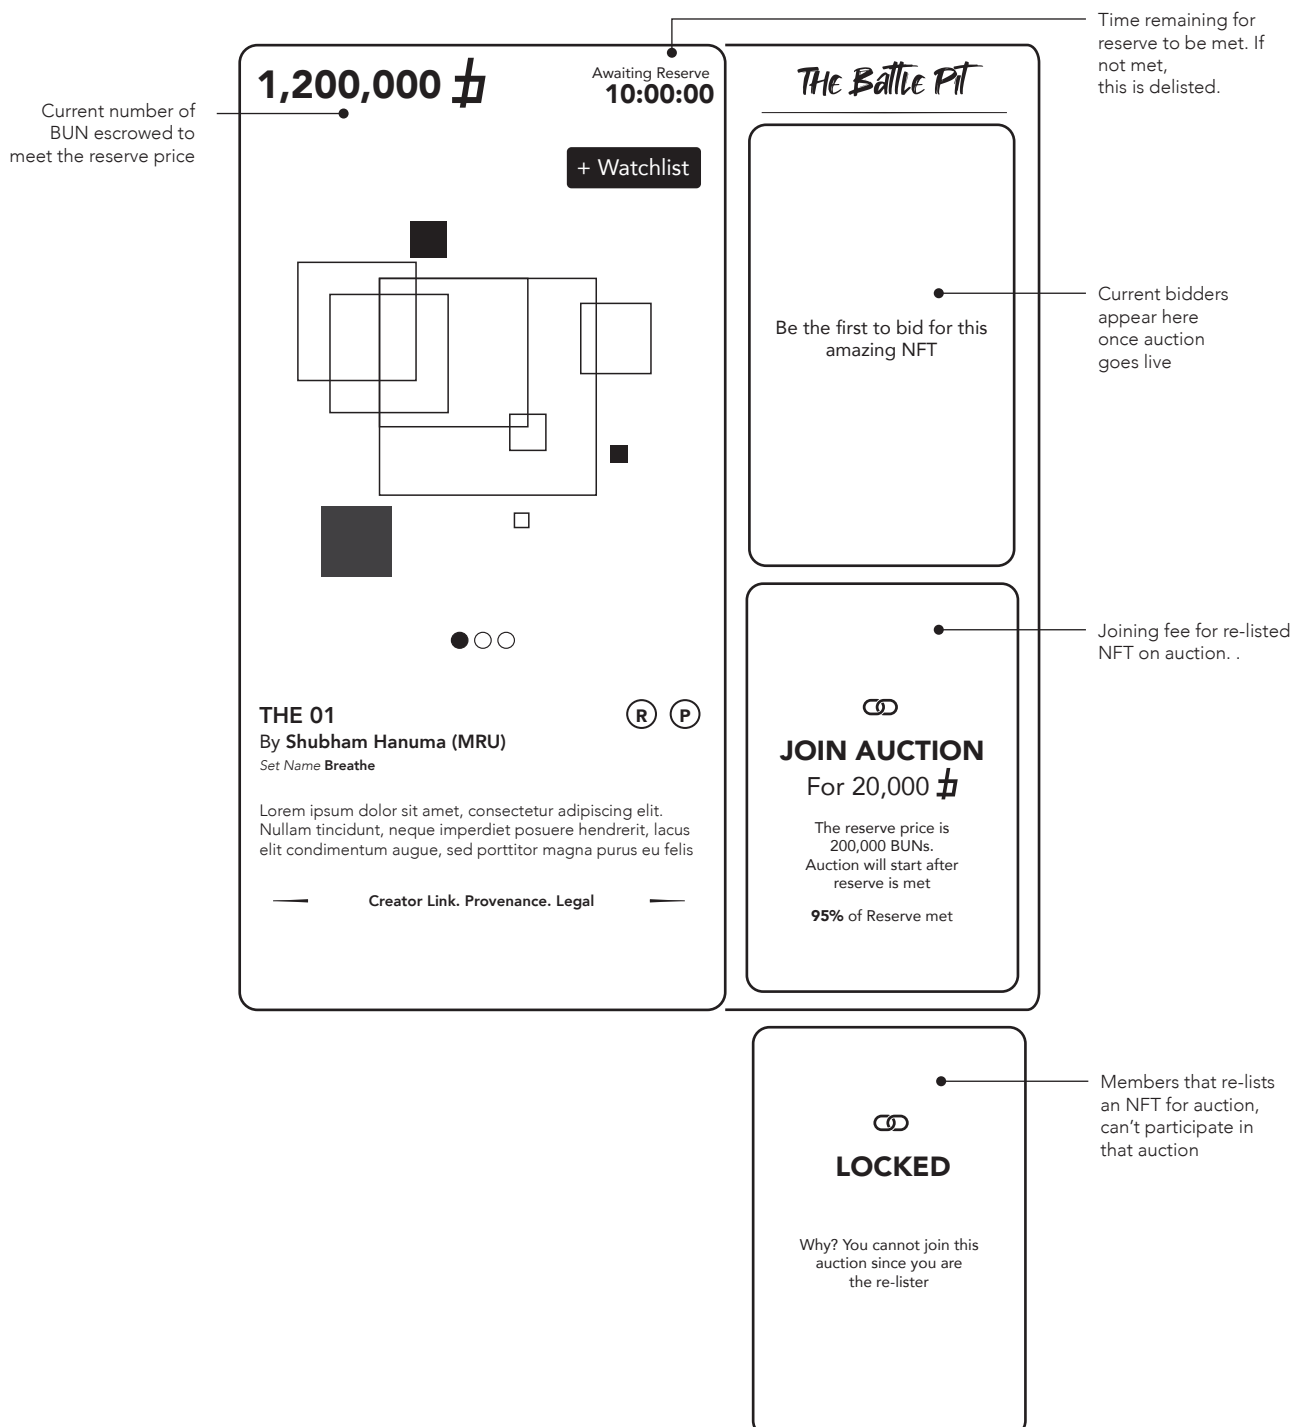 Time remaining for
reserve to be met. If
not met,
this is delisted.
1,200,000
Awaiting Reserve
10:00:00
The Battle Pit
Current number of
BUN escrowed to
meet the reserve price
+ Watchlist
Current bidders
appear here
once auction
goes live
Be the first to bid for this
amazing NFT
Joining fee for re-listed
NFT on auction. .
THE 01
R P
By Shubham Hanuma (MRU)
Set Name Breathe
Lorem ipsum dolor sit amet, consectetur adipiscing elit.
Nullam tincidunt, neque imperdiet posuere hendrerit, lacus
elit condimentum augue, sed porttitor magna purus eu felis
Creator Link. Provenance. Legal
JOIN AUCTION
For 20,000
The reserve price is
200,000 BUNs.
Auction will start after
reserve is met
95% of Reserve met
Members that re-lists
an NFT for auction,
can't participate in
that auction
LOCKED
Why? You cannot join this
auction since you are
the re-lister